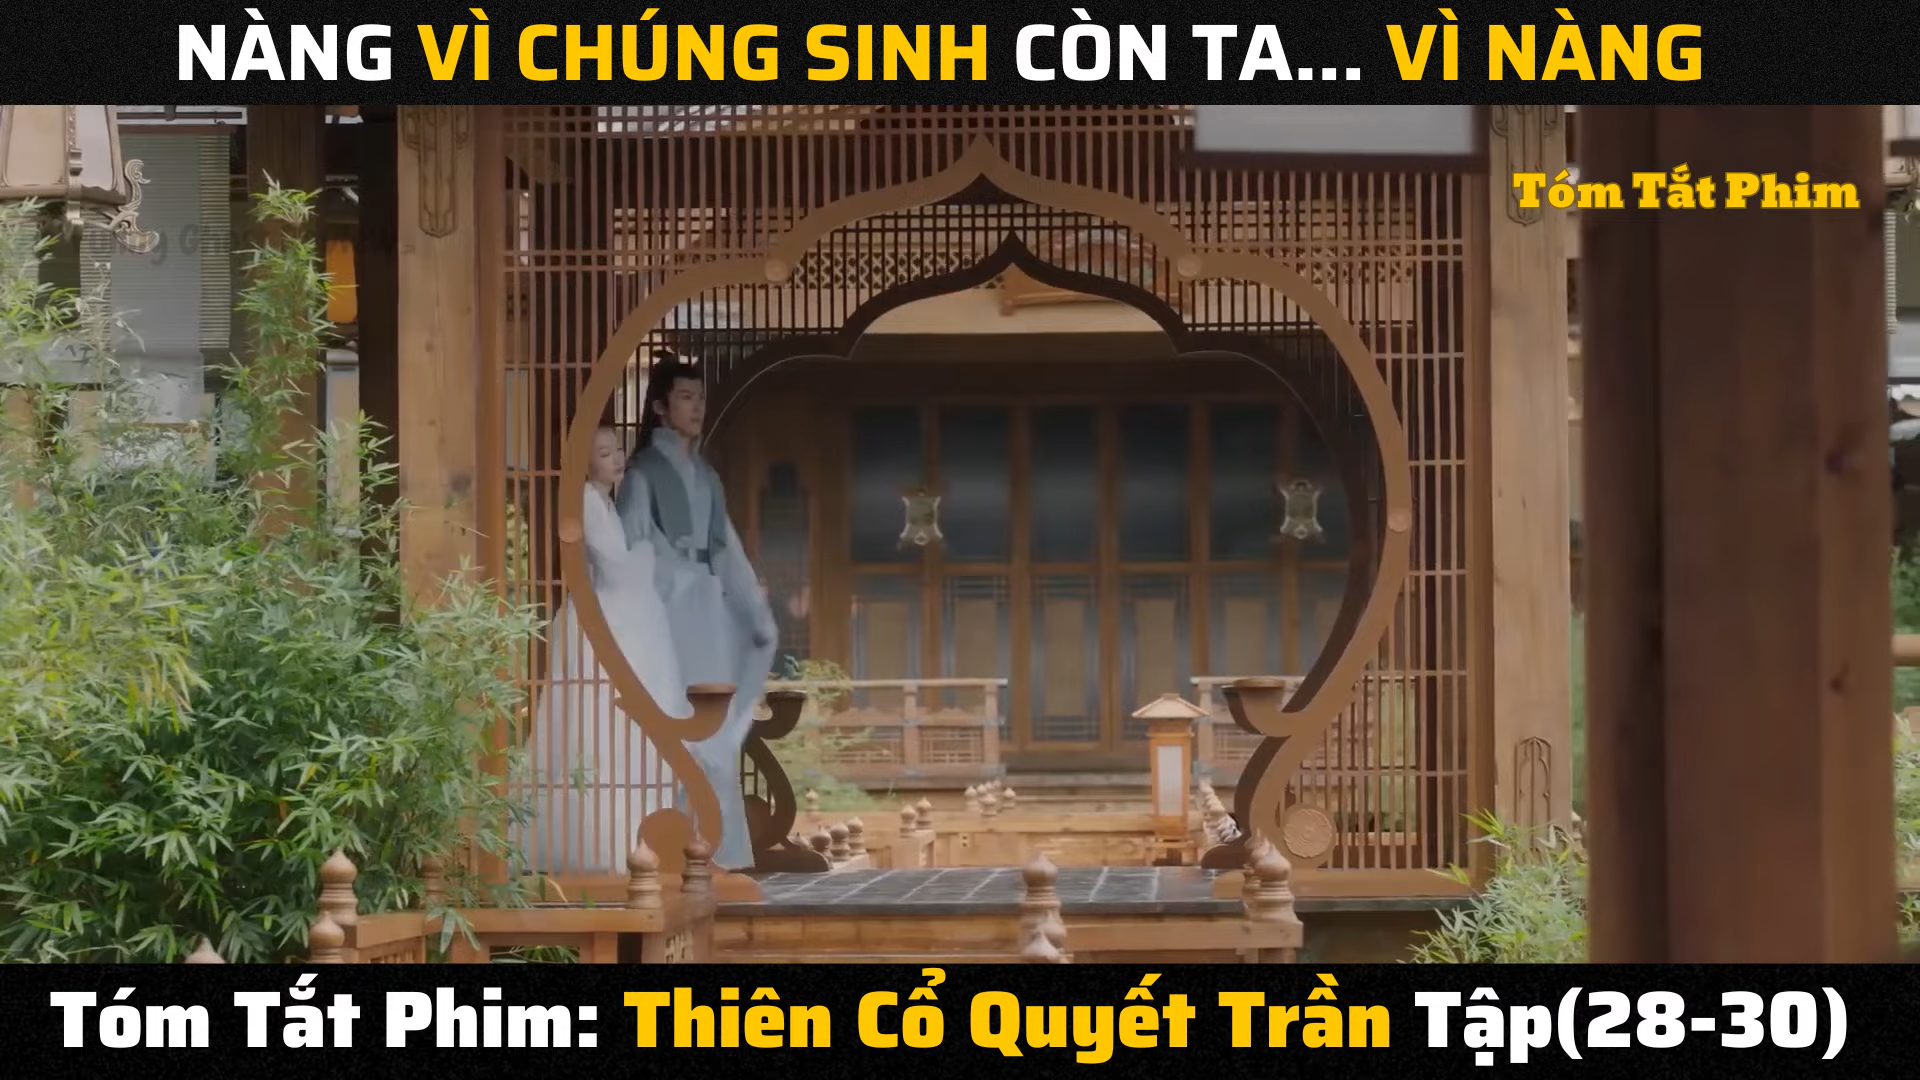 NÀNG VÌ CHÚNG SINH CÒN TA... VÌ NÀNG
Tóm Tắt Phim
Tóm Tắt Phim: Thiên Cổ Quyết Trần Tập(28-30)